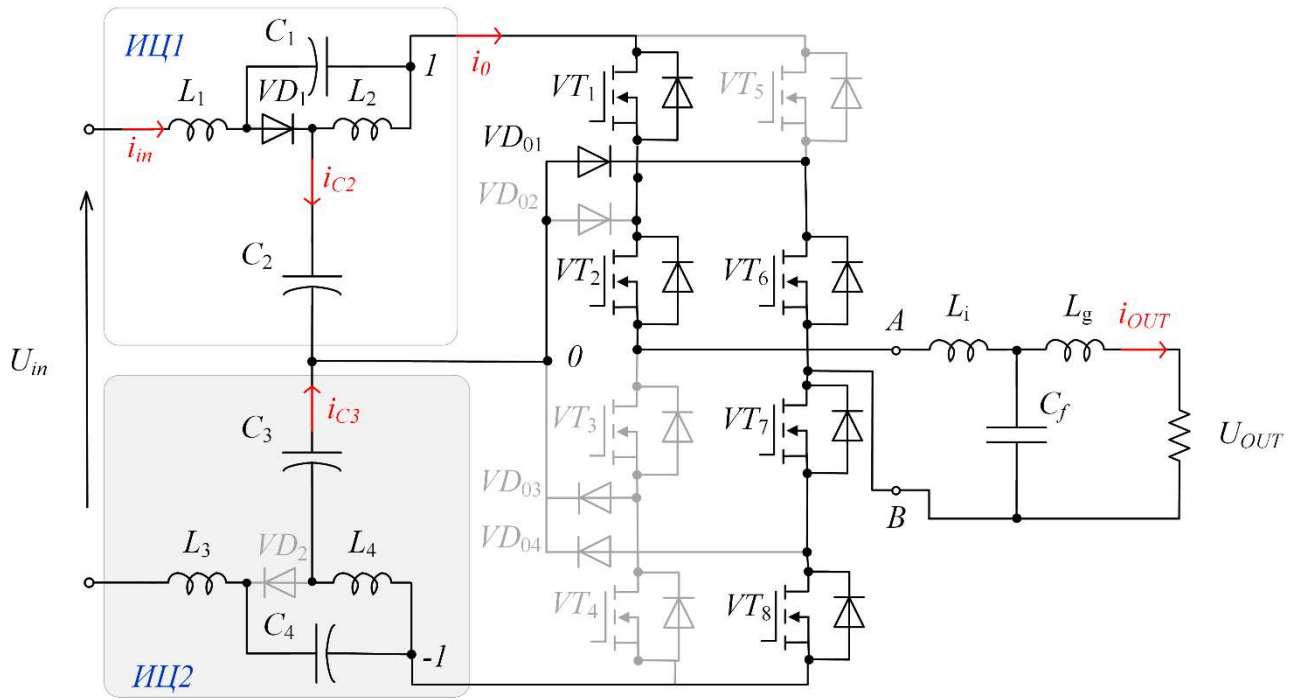 ИЦ1
C1
i0
1
L1
VD1
L2
VT1
VT5
iin
VD01
iC2
VD02
C2
VT2
VT6
A
Li
Lg
iOUT
Uin
0
iC3
C3
VT3
VT7
Cf
UOUT
VD03
B
L3
VD2
L4
VD04
C4
VT4
VT8
-1
ИЦ2